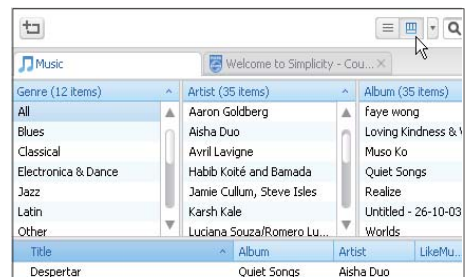 Music
Welcome to Simplicity - Cou...
Genre (12 items)
Artist (35 items)
Album (35 items)
All
Blues
Classical
Electronica & Dance
Jazz
Latin
Other
Aaron Goldberg
Aisha Duo
Avril Lavigne
Habib Koité and Bamada
Jamie Cullum, Steve Isles
Karsh Kale
Luciana Souza/Romero Lu...
faye wong
Loving Kindness & 
Muso Ko
Quiet Songs
Realize
Untitled - 26-10-03
Worlds
Title Album Artist LikeMu...
Despertar Quiet Songs Aisha Duo